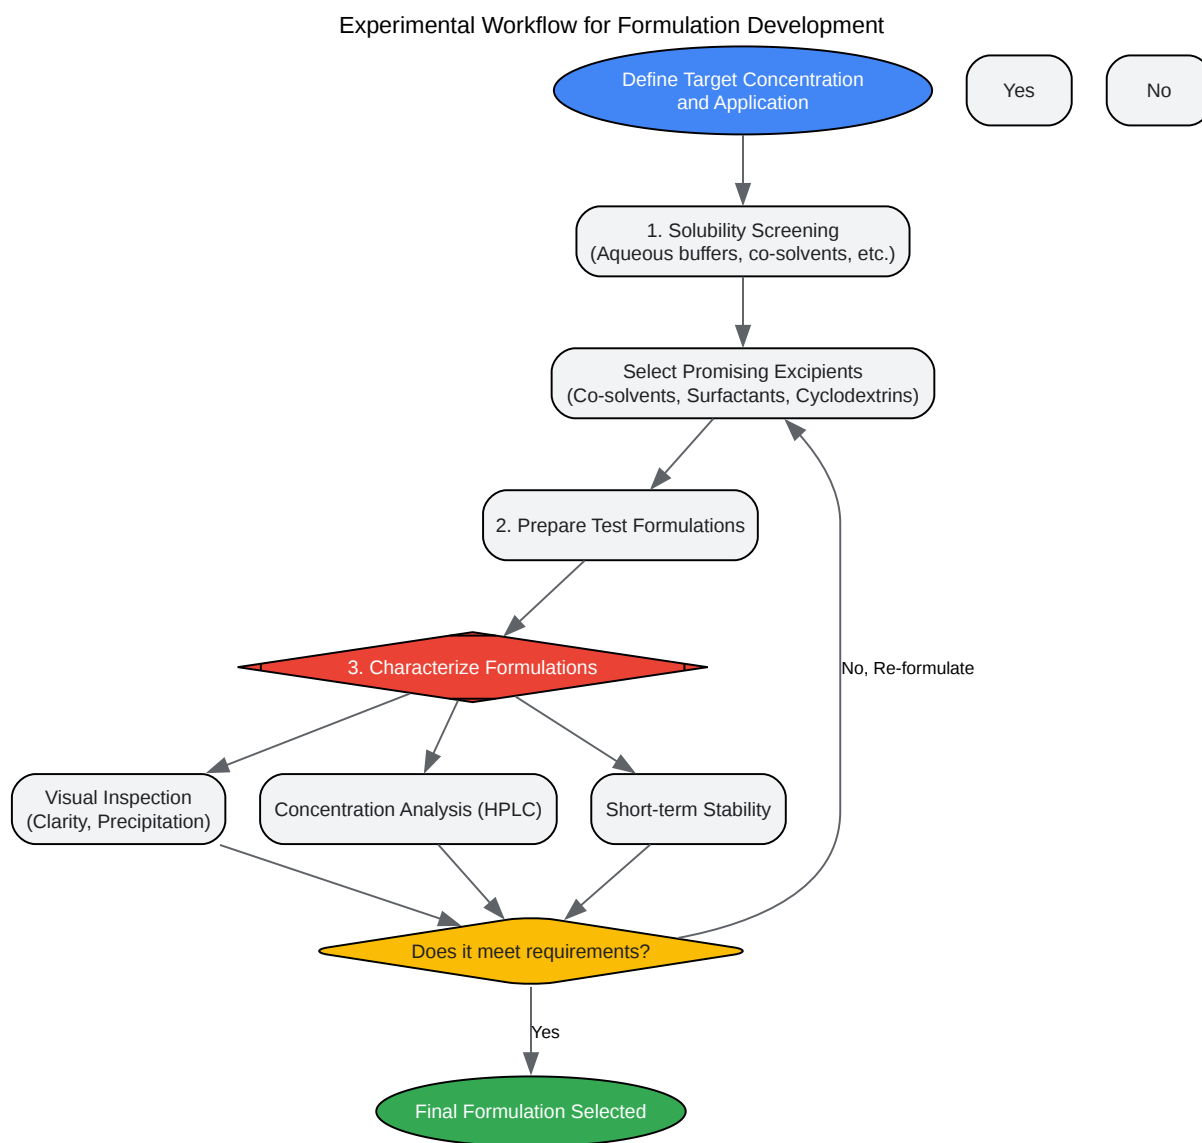 Experimental Workflow for Formulation Development
Define Target Concentration
and Application
Yes
No
1. Solubility Screening
(Aqueous buffers, co-solvents, etc.)
Select Promising Excipients
(Co-solvents, Surfactants, Cyclodextrins)
2. Prepare Test Formulations
3. Characterize Formulations
No, Re-formulate
Visual Inspection
(Clarity, Precipitation)
Concentration Analysis (HPLC)
Short-term Stability
Does it meet requirements?
Yes
Final Formulation Selected